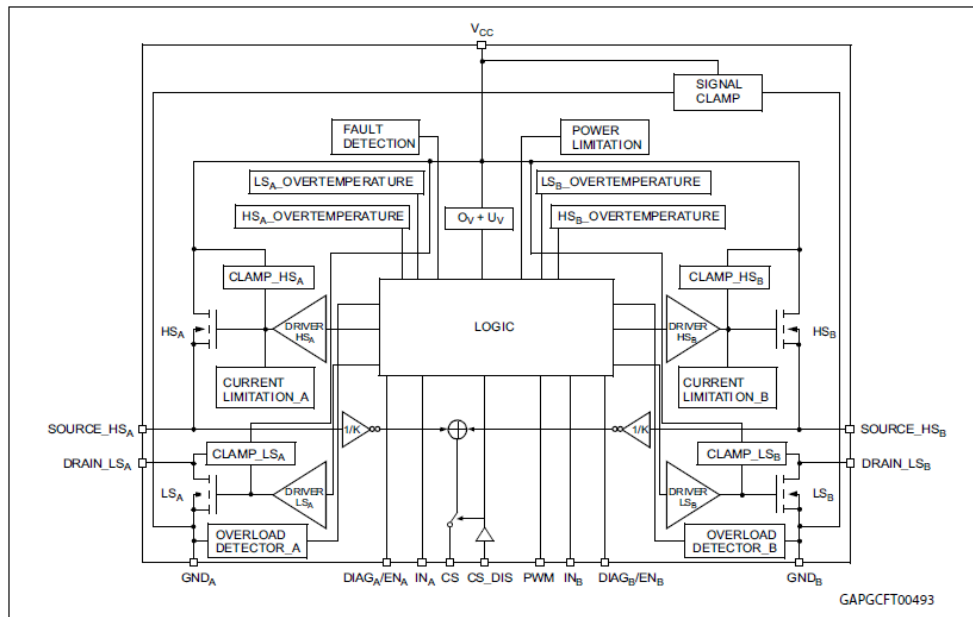 VCC
SIGNAL
CLAMP
FAULT
DETECTION
POWER
LIMITATION
LSA_OVERTEMPERATURE
LSB_OVERTEMPERATURE
HSA_OVERTEMPERATURE
OV + UV
HSB_OVERTEMPERATURE
CLAMP_HSA
CLAMP_HSB
LOGIC
HSA
DRIVER
HSA
DRIVER
HSB
HSB
CURRENT
LIMITATION_A
CURRENT
LIMITATION_B
SOURCE_HSA
1/K
1/K
SOURCE_HSB
DRAIN_LSA
CLAMP_LSA
CLAMP_LSB
DRAIN_LSB
LSA
DRIVER
LSA
DRIVER
LSB
LSB
OVERLOAD
DETECTOR_A
OVERLOAD
DETECTOR_B
GNDA
DIAGA/ENA
INA
CS
CS_DIS
PWM
INB
DIAGB/ENB
GNDB
GAPGCFT00493